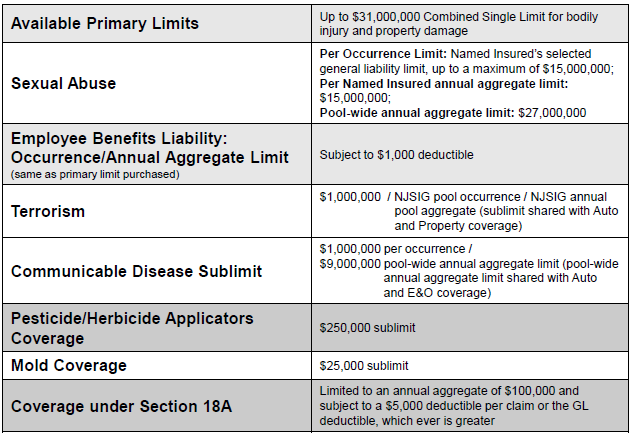 Available Primary Limits
Up to $31,000,000 Combined Single Limit for bodily
injury and property damage
Sexual Abuse
Per Occurrence Limit: Named Insured's selected
general liability limit, up to a maximum of $15,000,000;
Per Named Insured annual aggregate limit:
$15,000,000;
Pool-wide annual aggregate limit: $27,000,000
Employee Benefits Liability:
Occurrence/Annual Aggregate Limit
(same as primary limit purchased)
Subject to $1,000 deductible
Terrorism
$1,000,000 / NJSIG pool occurrence / NJSIG annual
pool aggregate (sublimit shared with Auto
and Property coverage)
Communicable Disease Sublimit
$1,000,000 per occurrence /
$9,000,000 pool-wide annual aggregate limit (pool-wide
annual aggregate limit shared with Auto
and E&O coverage)
Pesticide/Herbicide Applicators
Coverage
$250,000 sublimit
Mold Coverage
$25,000 sublimit
Coverage under Section 18A
Limited to an annual aggregate of $100,000 and
subject to a $5,000 deductible per claim or the GL
deductible, which ever is greater